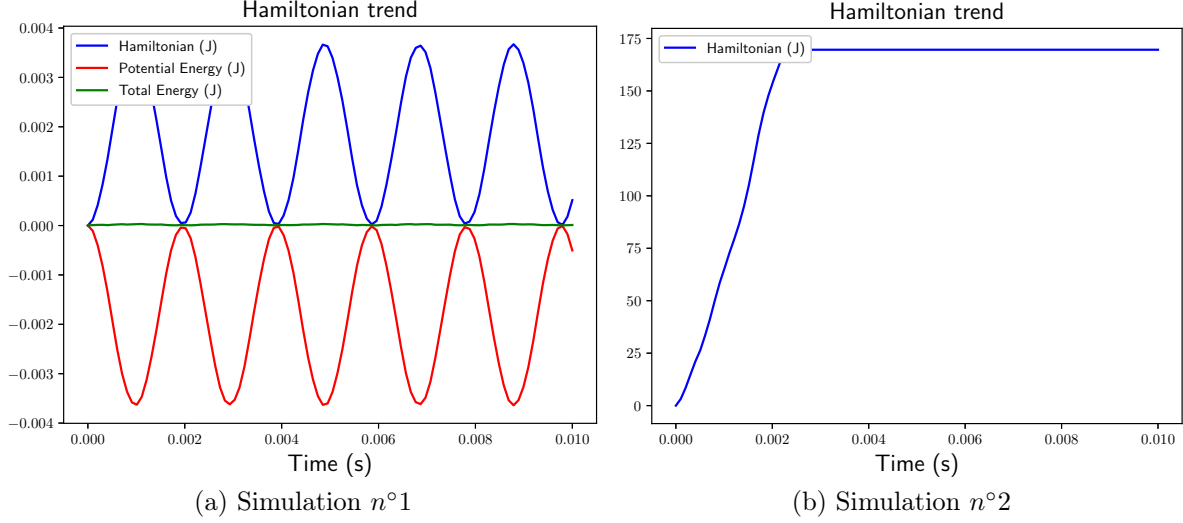 Hamiltonian trend
0.004
0.003
0.002
0.001
0.000
−0.001
−0.002
−0.003
−0.004
Hamiltonian (J)
Potential Energy (J)
Total Energy (J)
0.000 0.002 0.004 0.006 0.008 0.010
Time (s)
(a) Simulation n°1
Hamiltonian trend
175
150
125
100
75
50
25
0
Hamiltonian (J)
0.000 0.002 0.004 0.006 0.008 0.010
Time (s)
(b) Simulation n°2